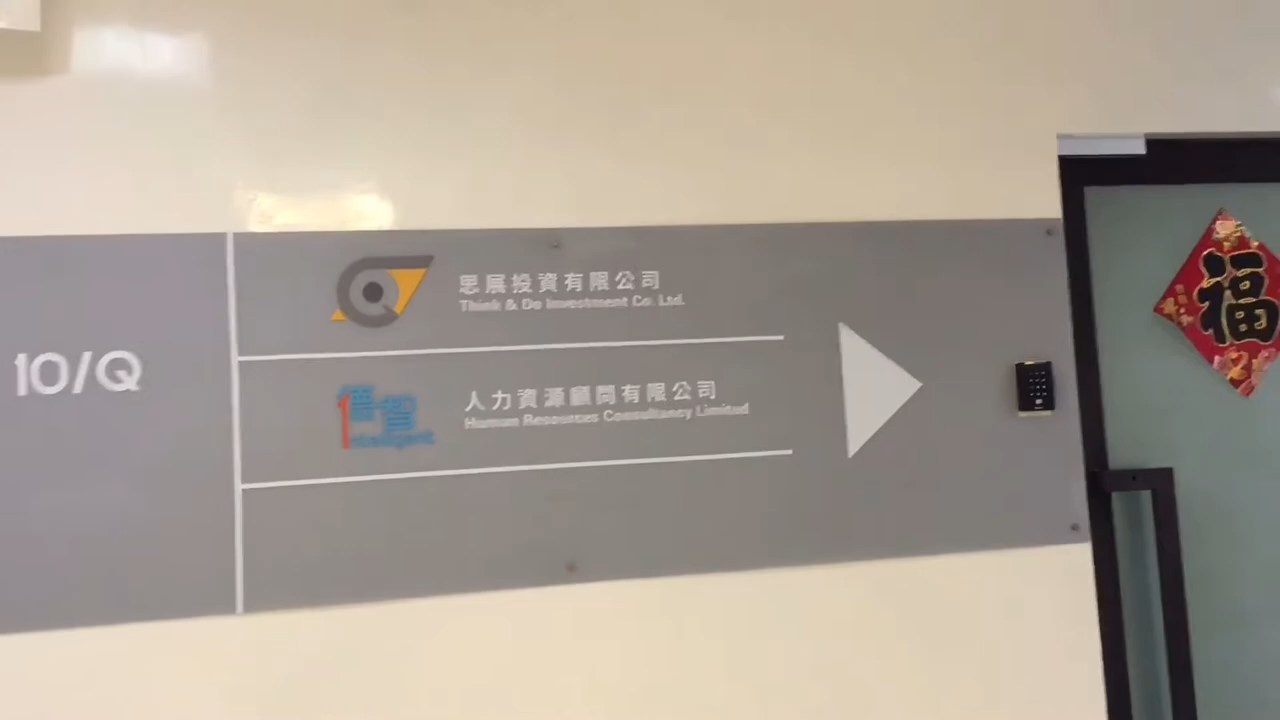 10/Q
思展投資有限公司
Think & Do Investment Co. Ltd.
智
Intelligent
人力資源顧問有限公司
Human Resources Consultancy Limited
福